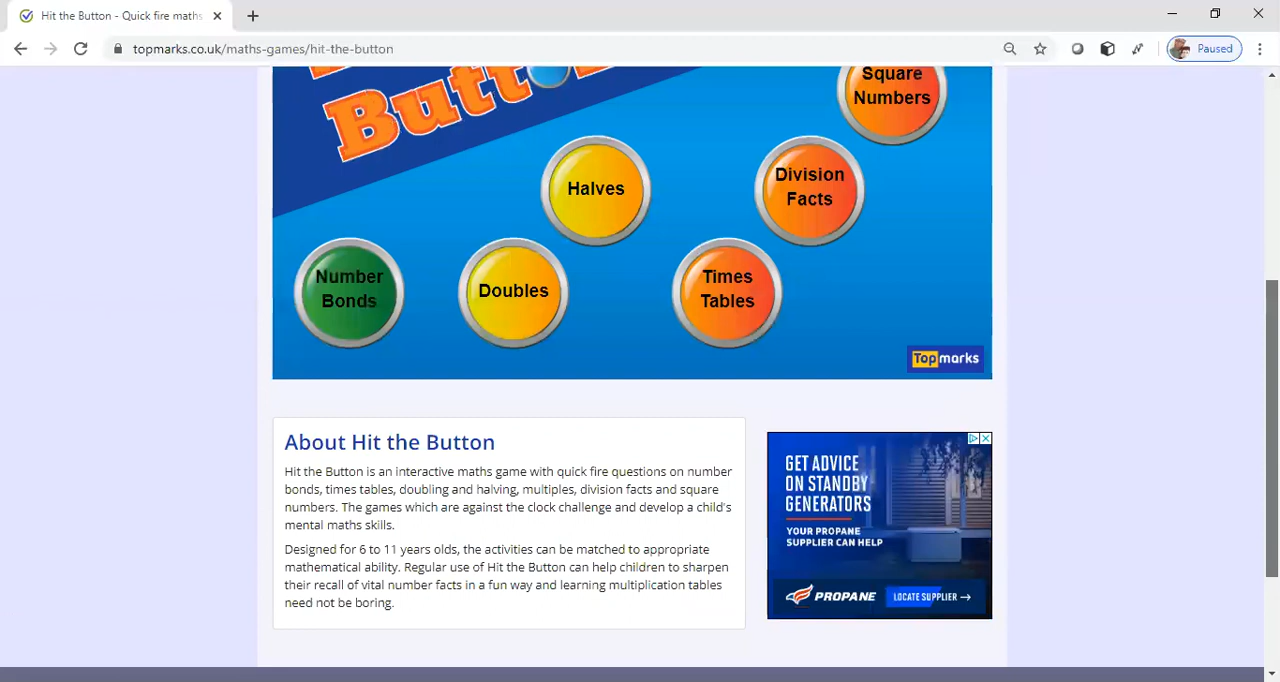 Hit the Button - Quick fire maths
topmarks.co.uk/maths-games/hit-the-button
Paused
Button
Square
Numbers
Halves
Division
Facts
Number
Bonds
Doubles
Times
Tables
Topmarks
About Hit the Button
Hit the Button is an interactive maths game with quick fire questions on number
bonds, times tables, doubling and halving, multiples, division facts and square
numbers. The games which are against the clock challenge and develop a child's
mental maths skills.
Designed for 6 to 11 years olds, the activities can be matched to appropriate
mathematical ability. Regular use of Hit the Button can help children to sharpen
their recall of vital number facts in a fun way and learning multiplication tables
need not be boring.
GET ADVICE
ON STANDBY
GENERATORS
YOUR PROPANE
SUPPLIER CAN HELP
PROPANE
LOCATE SUPPLIER →